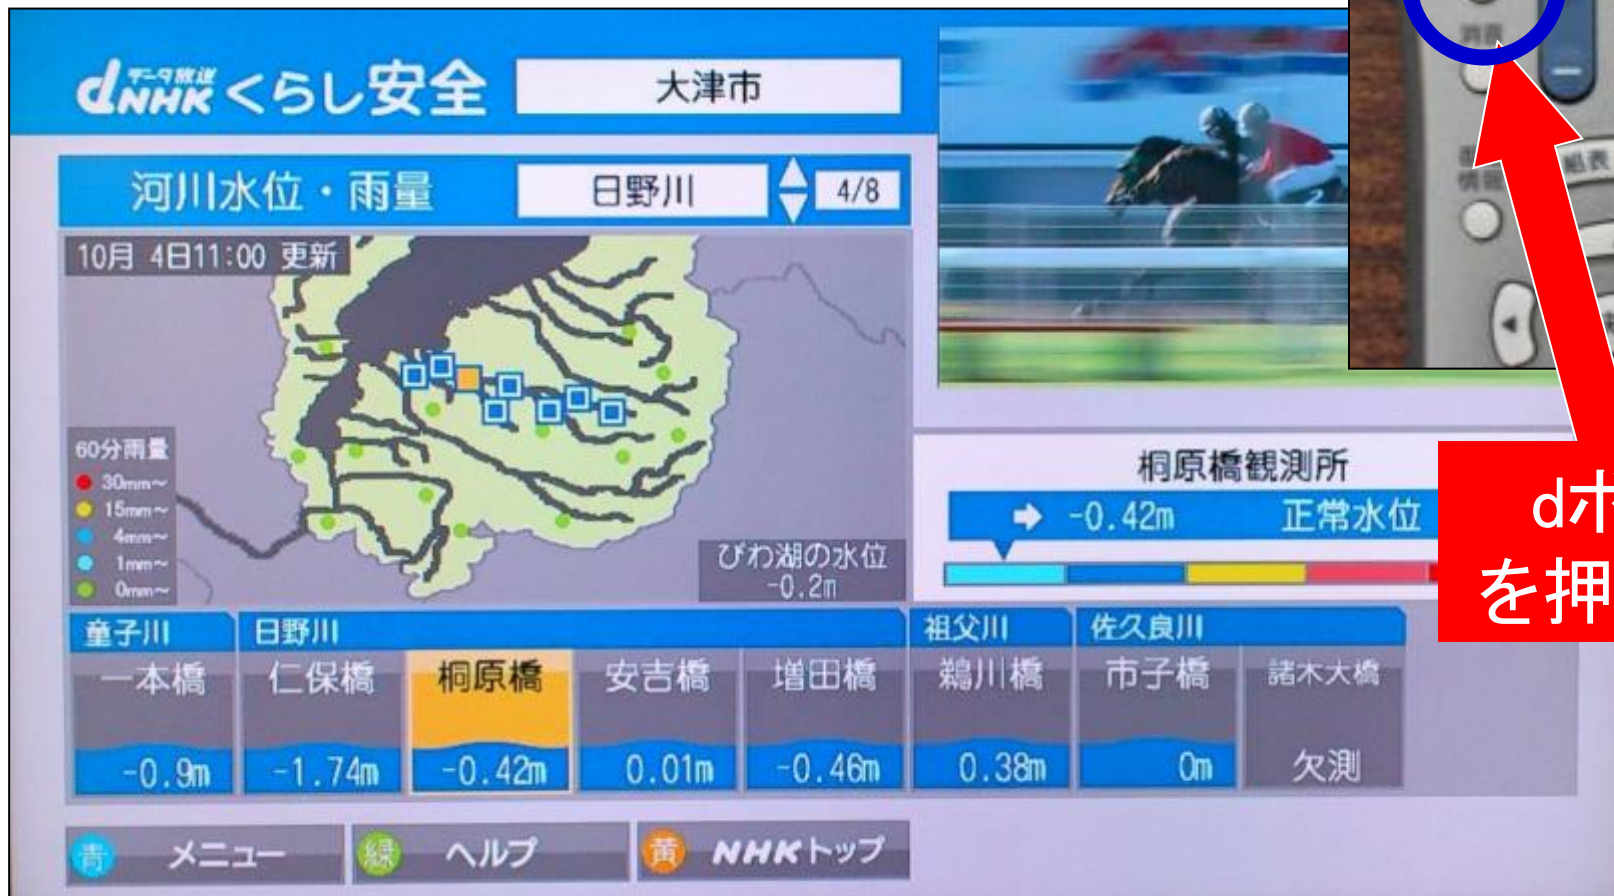 データ放送
dNHK くらし安全 大津市
河川水位・雨量 日野川 4/8
10月 4日11:00 更新
60分雨量
30mm~
15mm~
4mm~
1mm~
0mm~
びわ湖の水位
-0.2m
桐原橋観測所
-0.42m 正常水位
童子川 日野川 祖父川 佐久良川
一本橋 仁保橋 桐原橋 安吉橋 増田橋 鵜川橋 市子橋 諸木大橋
-0.9m -1.74m -0.42m 0.01m -0.46m 0.38m 0m 欠測
青 メニュー 緑 ヘルプ 黄 NHKトップ
消音
組表
dボ
を押